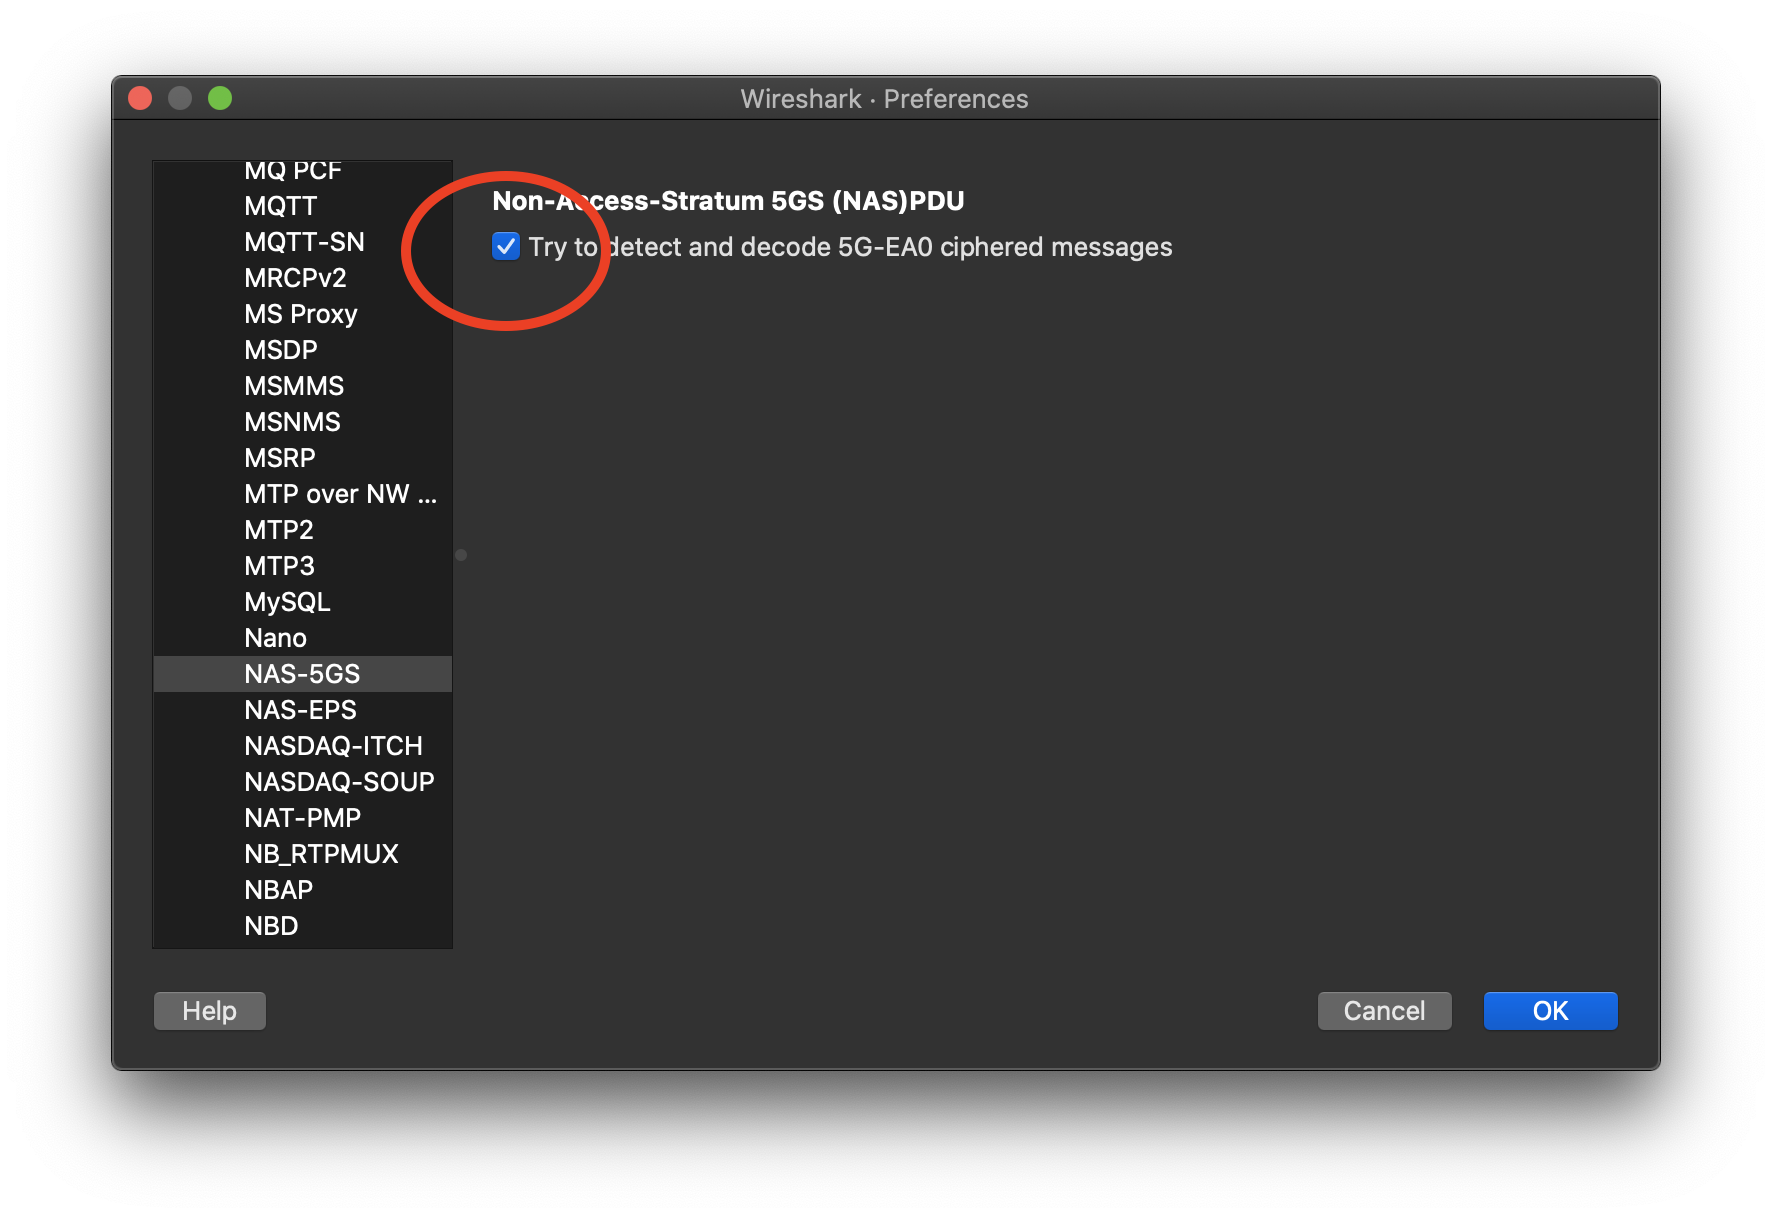 Wireshark · Preferences
MQ PCF
MQTT
MQTT-SN
MRCPv2
MS Proxy
MSDP
MSMMS
MSNMS
MSRP
MTP over NW ...
MTP2
MTP3
MySQL
Nano
NAS-5GS
NAS-EPS
NASDAQ-ITCH
NASDAQ-SOUP
NAT-PMP
NB_RTPMUX
NBAP
NBD
Non-Access-Stratum 5GS (NAS)PDU
Try to detect and decode 5G-EA0 ciphered messages
Help
Cancel
OK